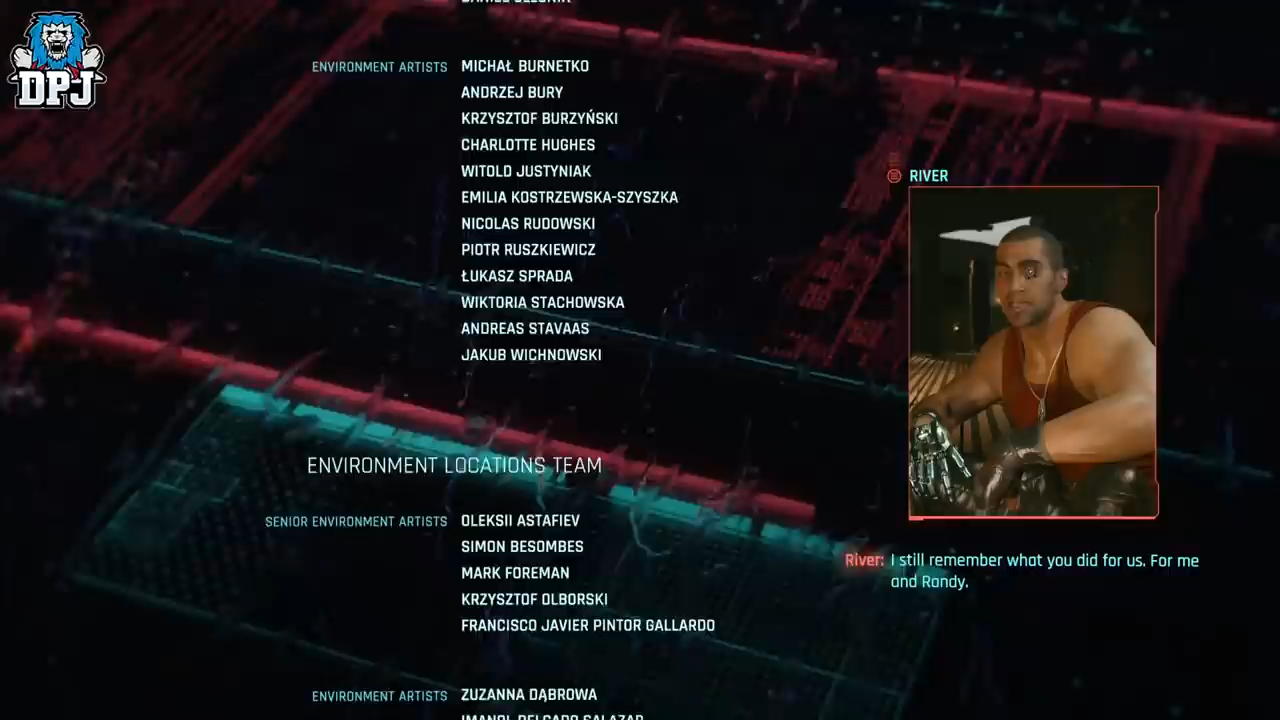 DPJ
ENVIRONMENT ARTISTS MICHAŁ BURNETKO
ANDRZEJ BURY
KRZYSZTOF BURZYŃSKI
CHARLOTTE HUGHES
WITOLD JUSTYNIAK
EMILIA KOSTRZEWSKA-SZYSZKA
NICOLAS RUDOWSKI
PIOTR RUSZKIEWICZ
ŁUKASZ SPRADA
WIKTORIA STACHOWSKA
ANDREAS STAVAAS
JAKUB WICHNOWSKI
ENVIRONMENT LOCATIONS TEAM
SENIOR ENVIRONMENT ARTISTS OLEKSII ASTAFIEV
SIMON BESOMBES
MARK FOREMAN
KRZYSZTOF OLBORSKI
FRANCISCO JAVIER PINTOR GALLARDO
ENVIRONMENT ARTISTS ZUZANNA DĄBROWA
RIVER
River: I still remember what you did for us. For me
and Randy.